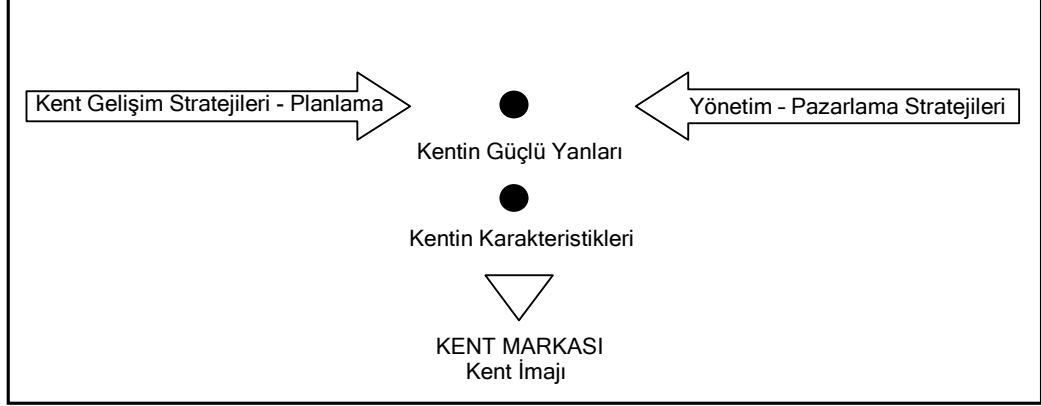 Kent Gelişim Stratejileri - Planlama
Yönetim - Pazarlama Stratejileri
Kentin Güçlü Yanları
Kentin Karakteristikleri
KENT MARKASI
Kent İmajı